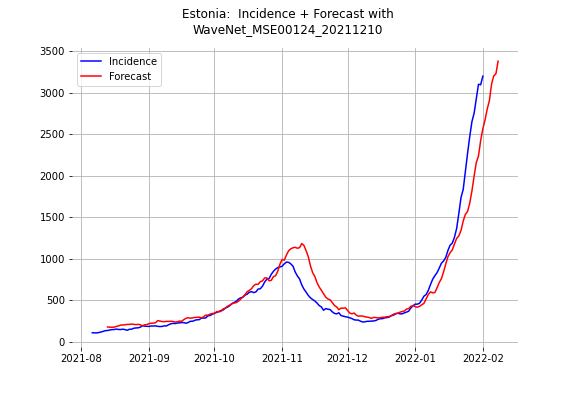 Estonia:  Incidence + Forecast with
WaveNet_MSE00124_20211210
Incidence
Forecast
3500
3000
2500
2000
1500
1000
500
0
2021-08 2021-09 2021-10 2021-11 2021-12 2022-01 2022-02